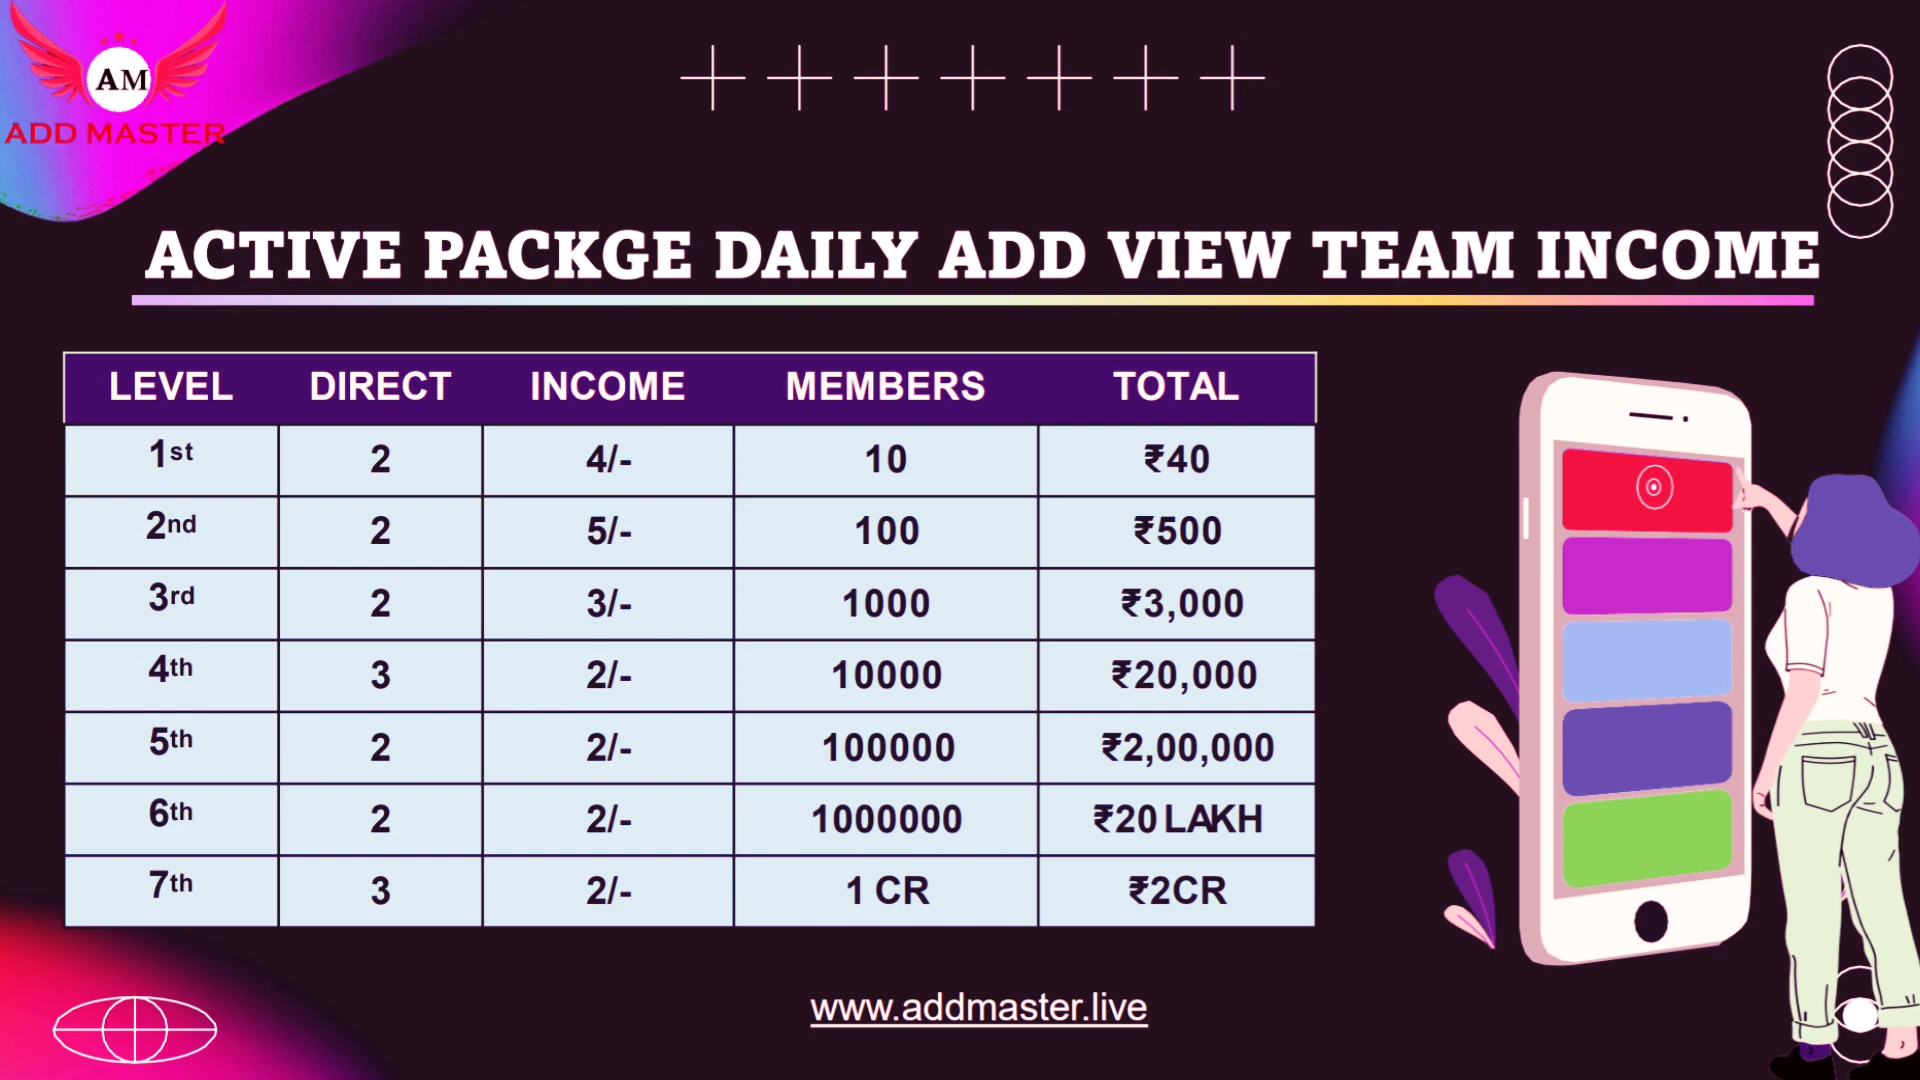 AM
ADD MASTER
ACTIVE PACKGE DAILY ADD VIEW TEAM INCOME
LEVEL DIRECT INCOME MEMBERS TOTAL
1st 2 4/- 10 ₹40
2nd 2 5/- 100 ₹500
3rd 2 3/- 1000 ₹3,000
4th 3 2/- 10000 ₹20,000
5th 2 2/- 100000 ₹2,00,000
6th 2 2/- 1000000 ₹20 LAKH
7th 3 2/- 1 CR ₹2CR
www.addmaster.live